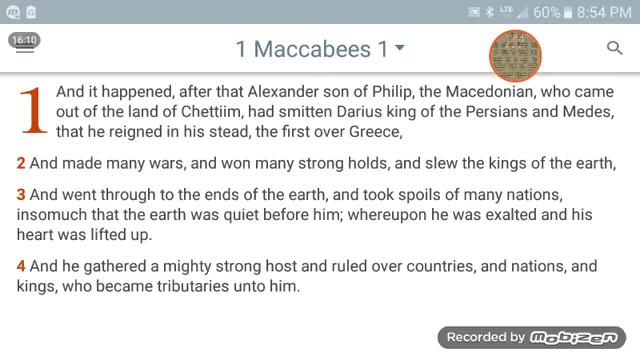 LTE 60% 8:54 PM
16:10
1 Maccabees 1
1 And it happened, after that Alexander son of Philip, the Macedonian, who came
out of the land of Chettiim, had smitten Darius king of the Persians and Medes,
that he reigned in his stead, the first over Greece,
2 And made many wars, and won many strong holds, and slew the kings of the earth,
3 And went through to the ends of the earth, and took spoils of many nations,
insomuch that the earth was quiet before him; whereupon he was exalted and his
heart was lifted up.
4 And he gathered a mighty strong host and ruled over countries, and nations, and
kings, who became tributaries unto him.
Recorded by mobizen